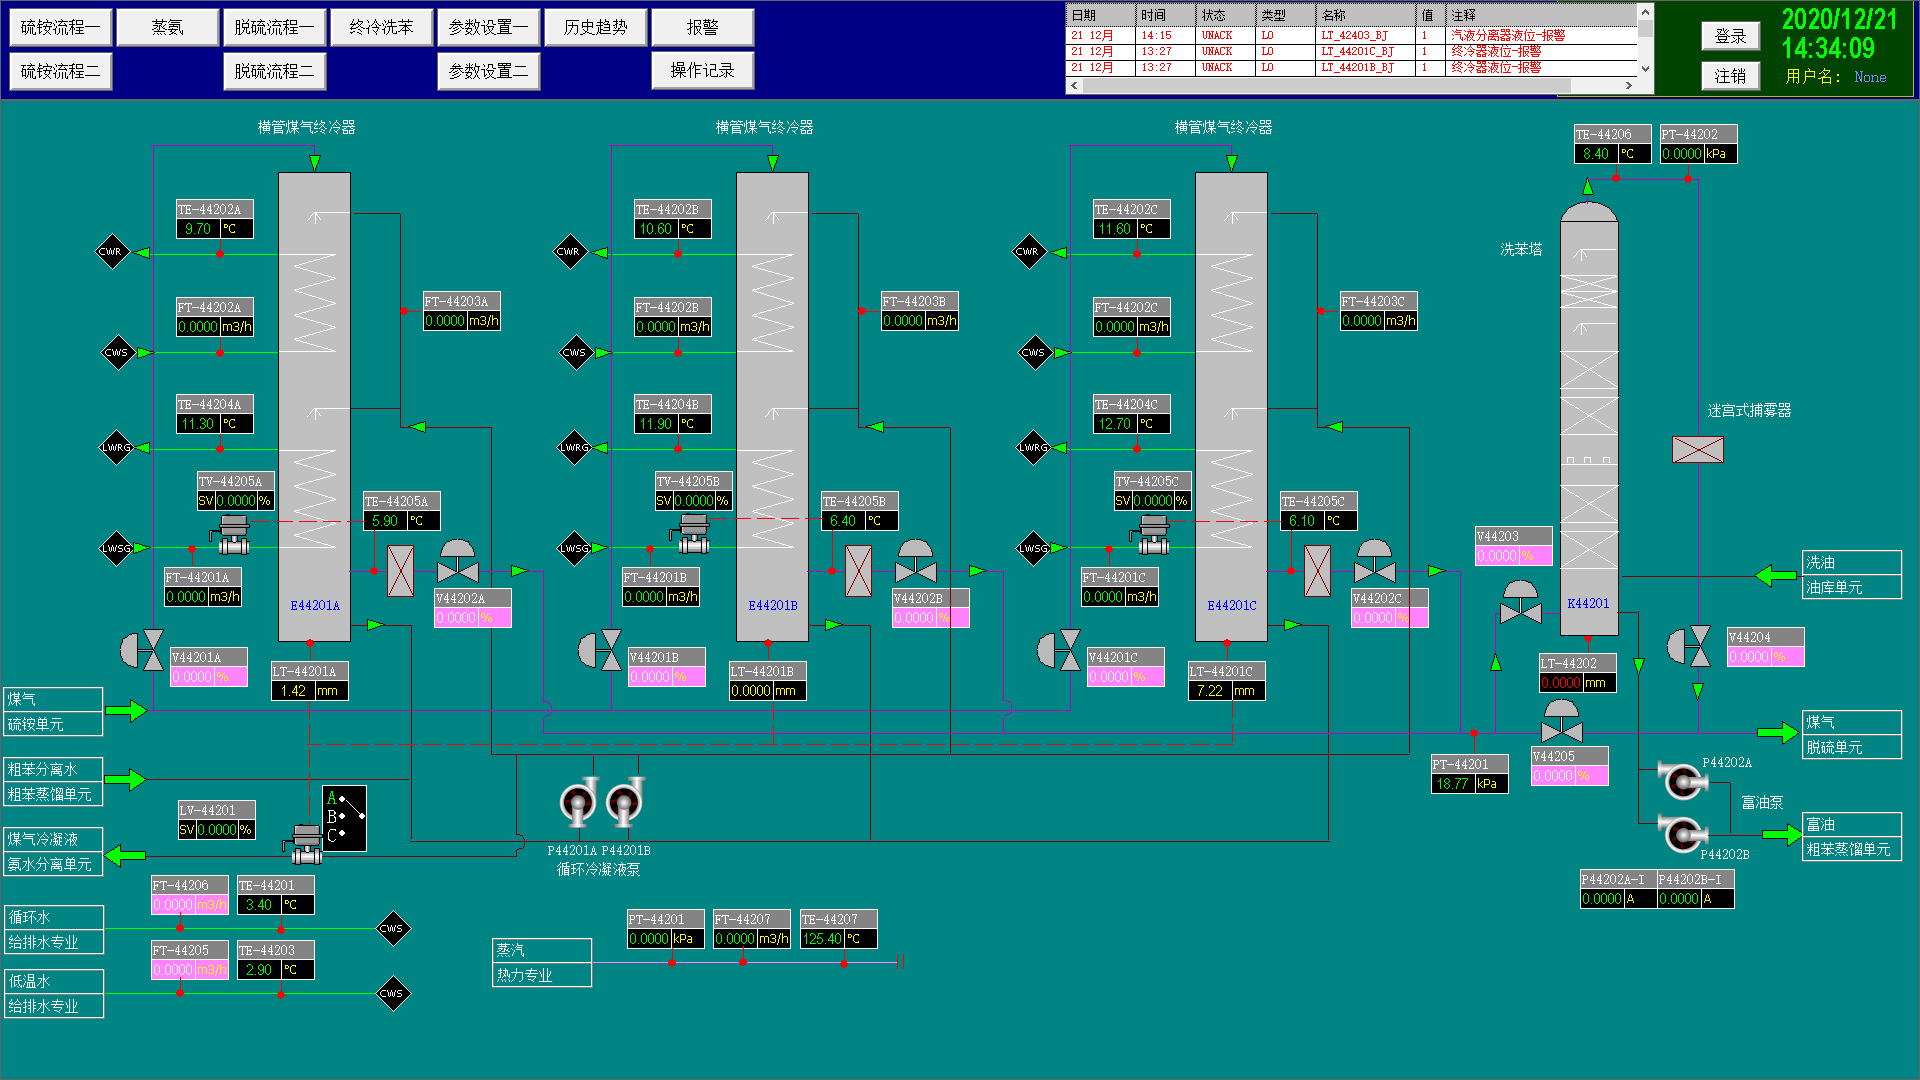 硫铵流程一 蒸氨 脱硫流程一 终冷洗苯 参数设置一 历史趋势 报警
硫铵流程二 脱硫流程二 参数设置二 操作记录
日期 时间 状态 类型 名称 值 注释
21 12月 14:15 UNACK LO LT_42403_BJ 1 汽液分离器液位-报警
21 12月 13:27 UNACK LO LT_44201C_BJ 1 终冷器液位-报警
21 12月 13:27 UNACK LO LT_44201B_BJ 1 终冷器液位-报警
登录
注销
2020/12/21
14:34:09
用户名: None
横管煤气终冷器 横管煤气终冷器 横管煤气终冷器
TE-44206 PT-44202
8.40 ℃ 0.0000 kPa
TE-44202A TE-44202B TE-44202C
9.70 ℃ 10.60 ℃ 11.60 ℃
CWR CWR CWR
洗苯塔
FT-44203A FT-44203B FT-44203C
0.0000 m3/h 0.0000 m3/h 0.0000 m3/h
FT-44202A FT-44202B FT-44202C
0.0000 m3/h 0.0000 m3/h 0.0000 m3/h
CWS CWS CWS
TE-44204A TE-44204B TE-44204C
11.30 ℃ 11.90 ℃ 12.70 ℃
迷宫式捕雾器
LWRG LWRG LWRG
TV-44205A TV-44205B TV-44205C
SV 0.0000 % SV 0.0000 % SV 0.0000 %
TE-44205A TE-44205B TE-44205C
5.90 ℃ 6.40 ℃ 6.10 ℃
LWSG LWSG LWSG
V44203
0.0000 %
洗油
油库单元
FT-44201A FT-44201B FT-44201C
0.0000 m3/h 0.0000 m3/h 0.0000 m3/h
V44202A V44202B V44202C
0.0000 % 0.0000 % 0.0000 %
E44201A E44201B E44201C K44201
V44201A V44201B V44201C
0.0000 % 0.0000 % 0.0000 %
LT-44201A LT-44201B LT-44201C
1.42 mm 0.0000 mm 7.22 mm
LT-44202
0.0000 mm
V44204
0.0000 %
煤气
硫铵单元
煤气
脱硫单元
V44205
0.0000 %
PT-44201
18.77 kPa
粗苯分离水
粗苯蒸馏单元
P44202A
富油泵
P44202B
富油
粗苯蒸馏单元
LV-44201
SV 0.0000 %
A
B
C
煤气冷凝液
氨水分离单元
P44201A P44201B
循环冷凝液泵
P44202A-I P44202B-I
0.0000 A 0.0000 A
FT-44206 TE-44201
0.0000 m3/h 3.40 ℃
循环水
给排水专业
CWS
FT-44205 TE-44203
0.0000 m3/h 2.90 ℃
低温水
给排水专业
CWS
PT-44201 FT-44207 TE-44207
0.0000 kPa 0.0000 m3/h 125.40 ℃
蒸汽
热力专业